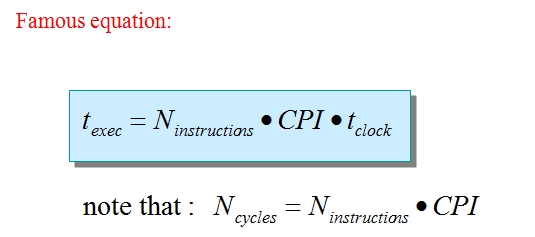 Famous equation:
t_exec = N_instructions • CPI • t_clock
note that : N_cycles = N_instructions • CPI